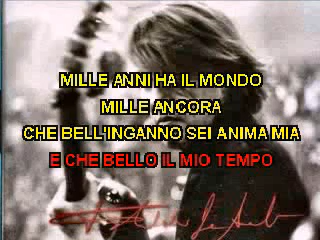 MILLE ANNI HA IL MONDO
MILLE ANCORA
CHE BELL'INGANNO SEI ANIMA MIA
E CHE BELLO IL MIO TEMPO